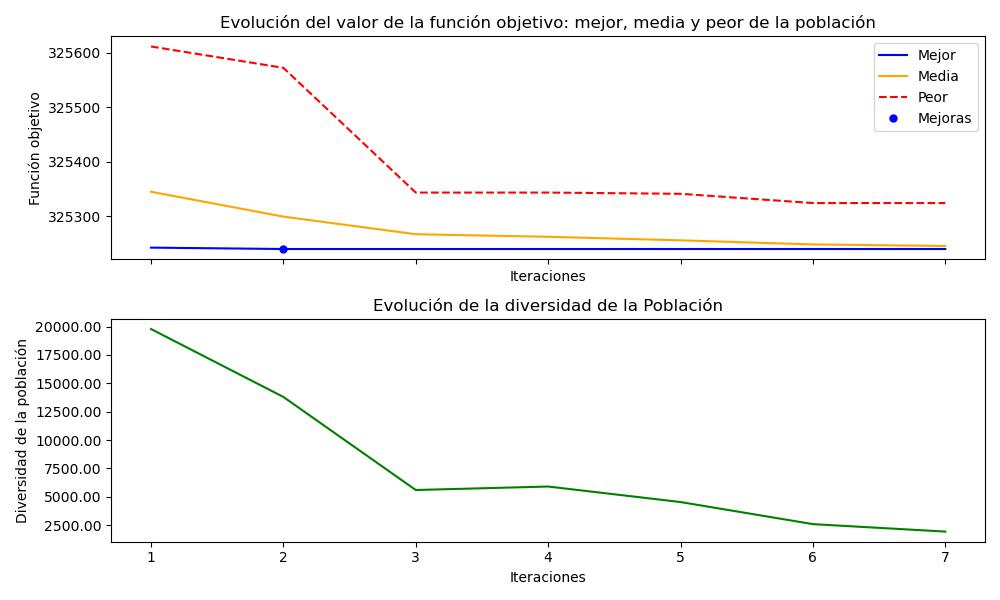 Evolución del valor de la función objetivo: mejor, media y peor de la población
Función objetivo
325600
325500
325400
325300
Mejor
Media
Peor
Mejoras
Iteraciones
Evolución de la diversidad de la Población
Diversidad de la población
20000.00
17500.00
15000.00
12500.00
10000.00
7500.00
5000.00
2500.00
1 2 3 4 5 6 7
Iteraciones